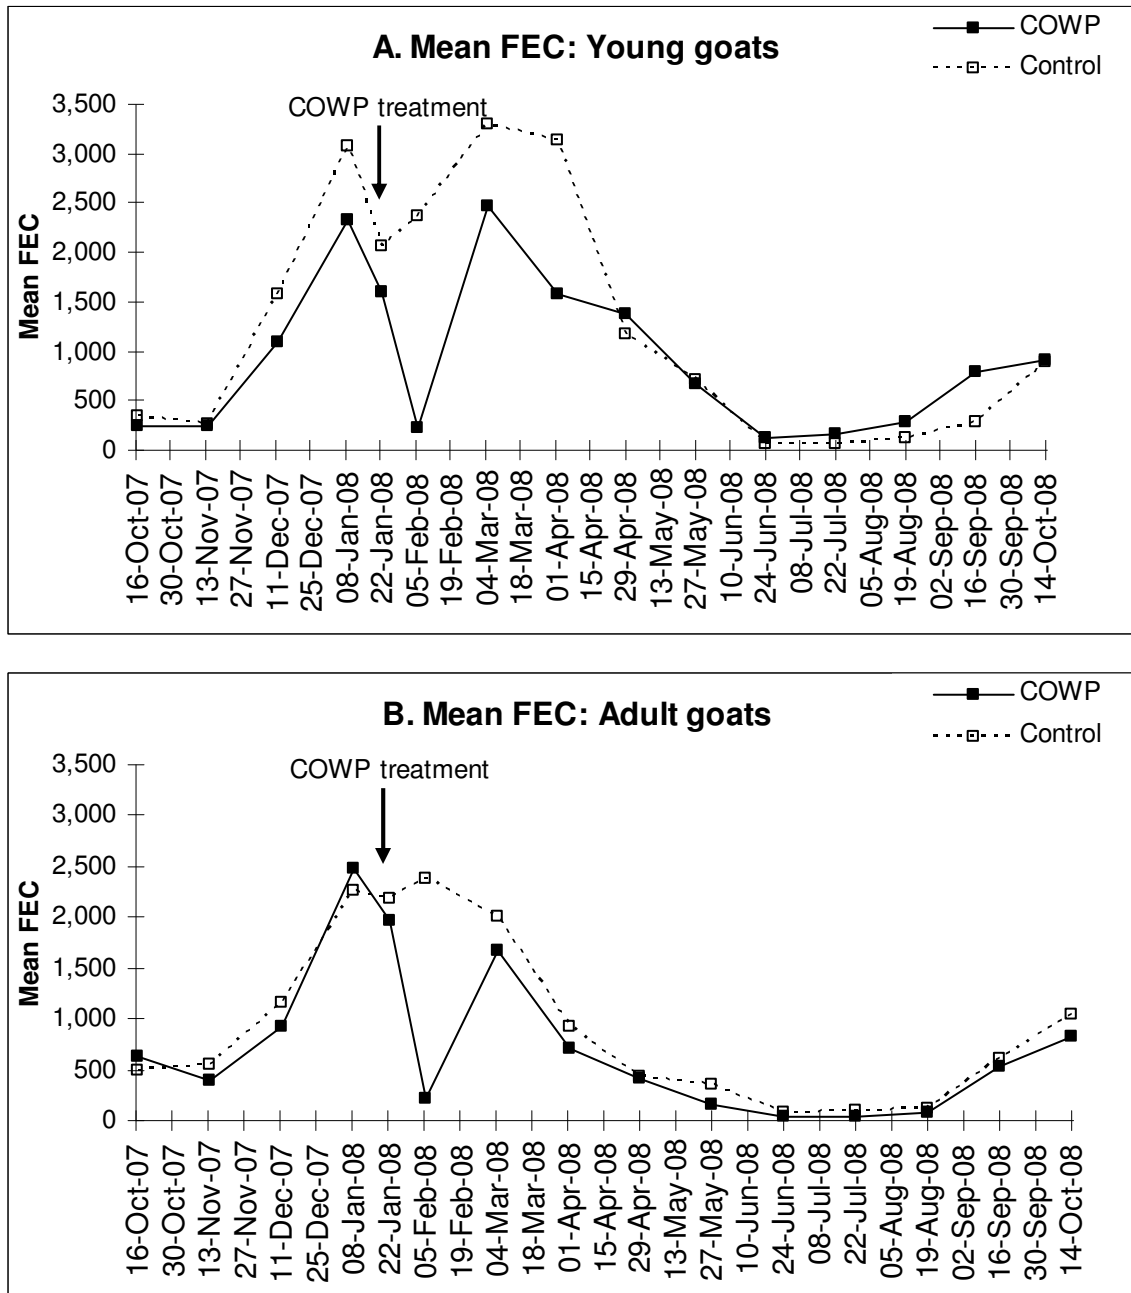 A. Mean FEC: Young goats
COWP
Control
COWP treatment
Mean FEC
3,500
3,000
2,500
2,000
1,500
1,000
500
0
16-Oct-07
30-Oct-07
13-Nov-07
27-Nov-07
11-Dec-07
25-Dec-07
08-Jan-08
22-Jan-08
05-Feb-08
19-Feb-08
04-Mar-08
18-Mar-08
01-Apr-08
15-Apr-08
29-Apr-08
13-May-08
27-May-08
10-Jun-08
24-Jun-08
08-Jul-08
22-Jul-08
05-Aug-08
19-Aug-08
02-Sep-08
16-Sep-08
30-Sep-08
14-Oct-08
B. Mean FEC: Adult goats
COWP
Control
COWP treatment
Mean FEC
3,500
3,000
2,500
2,000
1,500
1,000
500
0
16-Oct-07
30-Oct-07
13-Nov-07
27-Nov-07
11-Dec-07
25-Dec-07
08-Jan-08
22-Jan-08
05-Feb-08
19-Feb-08
04-Mar-08
18-Mar-08
01-Apr-08
15-Apr-08
29-Apr-08
13-May-08
27-May-08
10-Jun-08
24-Jun-08
08-Jul-08
22-Jul-08
05-Aug-08
19-Aug-08
02-Sep-08
16-Sep-08
30-Sep-08
14-Oct-08